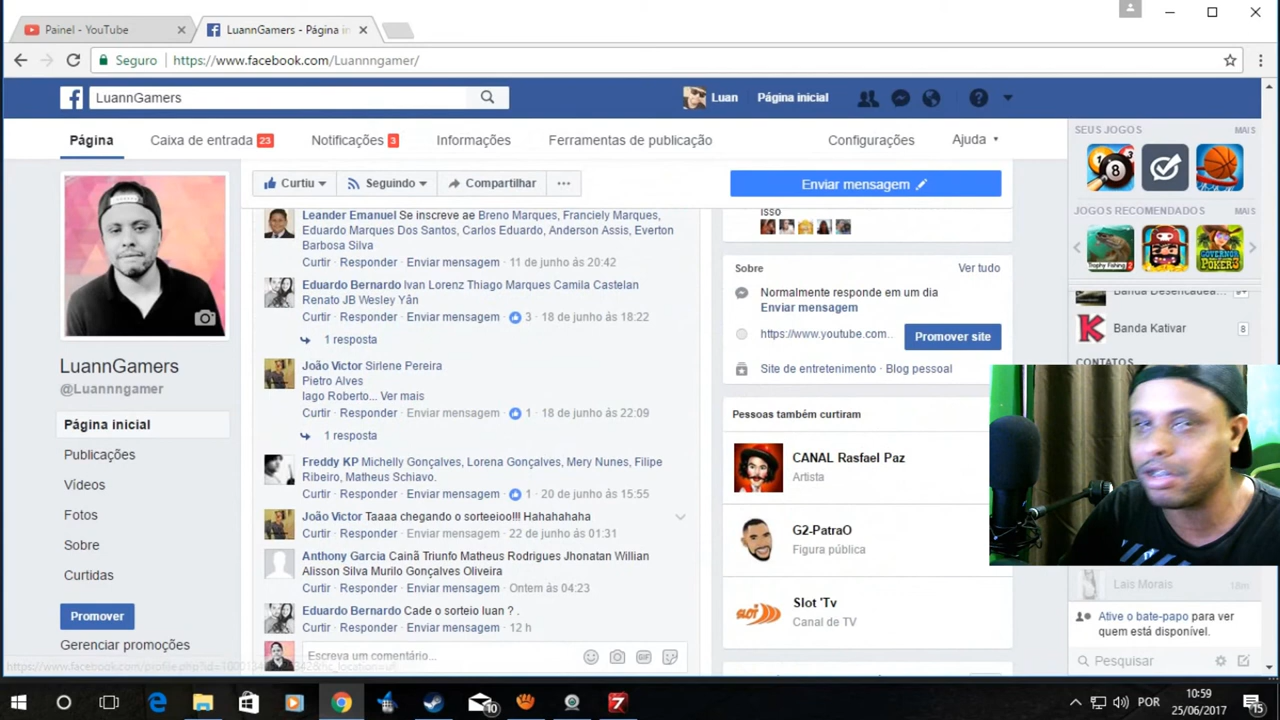 Painel - YouTube
LuannGamers - Página in
Seguro
https://www.facebook.com/Luannngamer/
LuannGamers
Luan
Página inicial
Página
Caixa de entrada 23
Notificações 3
Informações
Ferramentas de publicação
Configurações
Ajuda
Curtiu
Seguindo
Compartilhar
Enviar mensagem
SEUS JOGOS MAIS
JOGOS RECOMENDADOS MAIS
LuannGamers
@Luannngamer
Página inicial
Publicações
Vídeos
Fotos
Sobre
Curtidas
Promover
Gerenciar promoções
Leander Emanuel Se inscreve ae Breno Marques, Franciely Marques,
Eduardo Marques Dos Santos, Carlos Eduardo, Anderson Assis, Everton
Barbosa Silva
Curtir · Responder · Enviar mensagem · 11 de junho às 20:42
Eduardo Bernardo Ivan Lorenz Thiago Marques Camila Castelan
Renato JB Wesley Yân
Curtir · Responder · Enviar mensagem · 3 · 18 de junho às 18:22
1 resposta
João Victor Sirlene Pereira
Pietro Alves
Iago Roberto... Ver mais
Curtir · Responder · Enviar mensagem · 1 · 18 de junho às 22:09
1 resposta
Freddy KP Michelly Gonçalves, Lorena Gonçalves, Mery Nunes, Filipe
Ribeiro, Matheus Schiavo.
Curtir · Responder · Enviar mensagem · 1 · 20 de junho às 15:55
João Victor Taaaa chegando o sorteeioo!!! Hahahahaha
Curtir · Responder · Enviar mensagem · 22 de junho às 01:31
Anthony Garcia Cainã Triunfo Matheus Rodrigues Jhonatan Willian
Alisson Silva Murilo Gonçalves Oliveira
Curtir · Responder · Enviar mensagem · Ontem às 04:23
Eduardo Bernardo Cade o sorteio luan ? .
Curtir · Responder · Enviar mensagem · 12 h
Escreva um comentário...
GIF
isso
Sobre
Ver tudo
Normalmente responde em um dia
Enviar mensagem
https://www.youtube.com..
Promover site
Site de entretenimento · Blog pessoal
Pessoas também curtiram
CANAL Rasfael Paz
Artista
G2-PatraO
Figura pública
Slot 'Tv
Canal de TV
Banda Desencadea...
Banda Kativar 8
CONTATOS
Lais Morais 18m
Ative o bate-papo para ver
quem está disponível.
Pesquisar
10
POR
10:59
25/06/2017
15